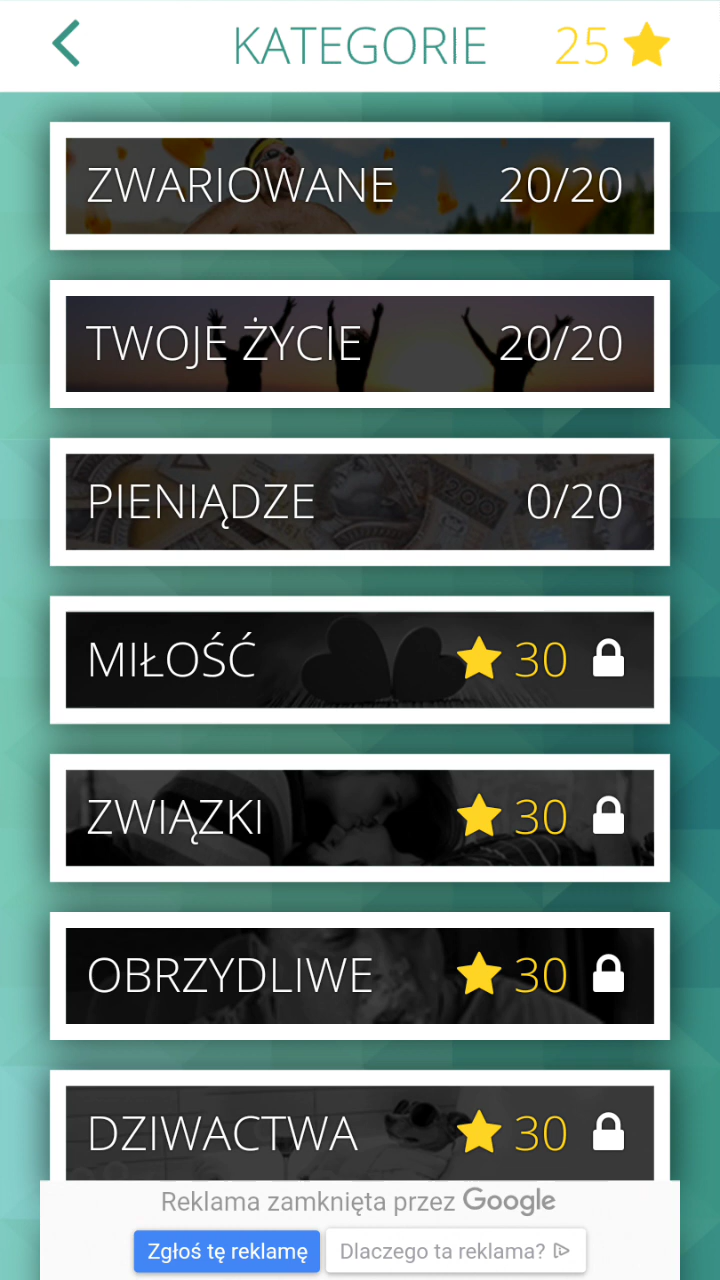 KATEGORIE 25
ZWARIOWANE 20/20
TWOJE ŻYCIE 20/20
PIENIĄDZE 0/20
MIŁOŚĆ 30
ZWIĄZKI 30
OBRZYDLIWE 30
DZIWACTWA 30
Reklama zamknięta przez Google
Zgłoś tę reklamę Dlaczego ta reklama?